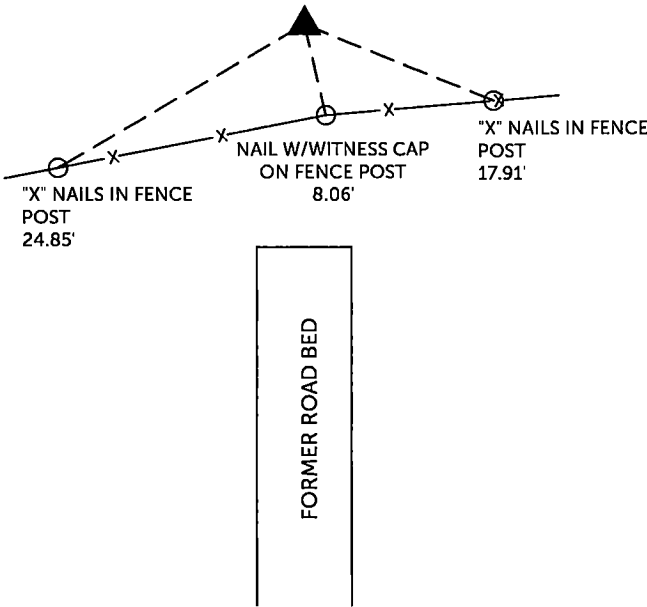 "X" NAILS IN FENCE
POST
24.85'
NAIL W/WITNESS CAP
ON FENCE POST
8.06'
"X" NAILS IN FENCE
POST
17.91'
FORMER ROAD BED